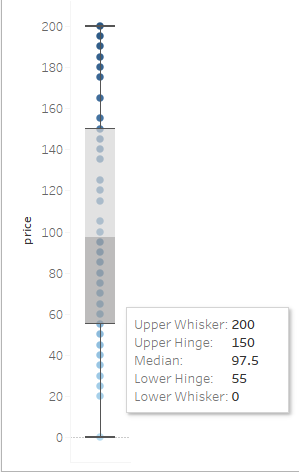 200
180
160
140
120
100
80
60
40
20
0
price
Upper Whisker: 200
Upper Hinge: 150
Median: 97.5
Lower Hinge: 55
Lower Whisker: 0